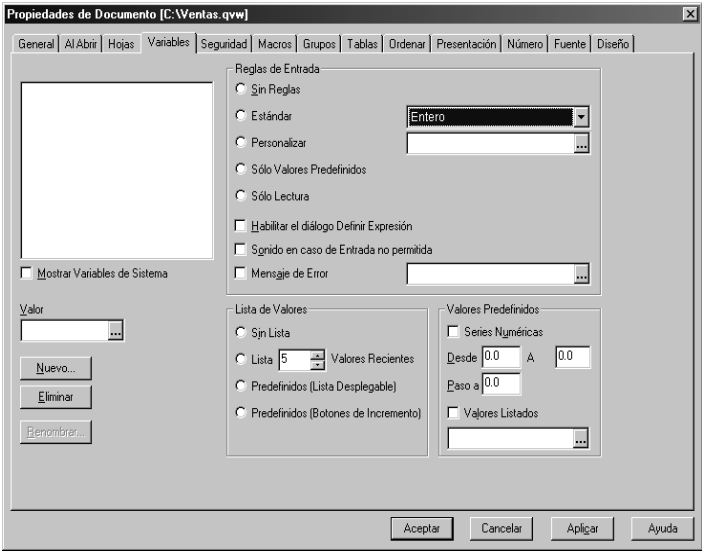 Propiedades de Documento [C:\Ventas.qvw]
General Al Abrir Hojas Variables Seguridad Macros Grupos Tablas Ordenar Presentación Número Fuente Diseño
Reglas de Entrada
Sin Reglas
Estándar Entero
Personalizar ...
Sólo Valores Predefinidos
Sólo Lectura
Habilitar el diálogo Definir Expresión
Sonido en caso de Entrada no permitida
Mostrar Variables de Sistema
Mensaje de Error ...
Valor
...
Nuevo...
Eliminar
Renombrar...
Lista de Valores
Sin Lista
Lista 5 Valores Recientes
Predefinidos (Lista Desplegable)
Predefinidos (Botones de Incremento)
Valores Predefinidos
Series Numéricas
Desde 0.0 A 0.0
Paso a 0.0
Valores Listados
...
Aceptar Cancelar Aplicar Ayuda